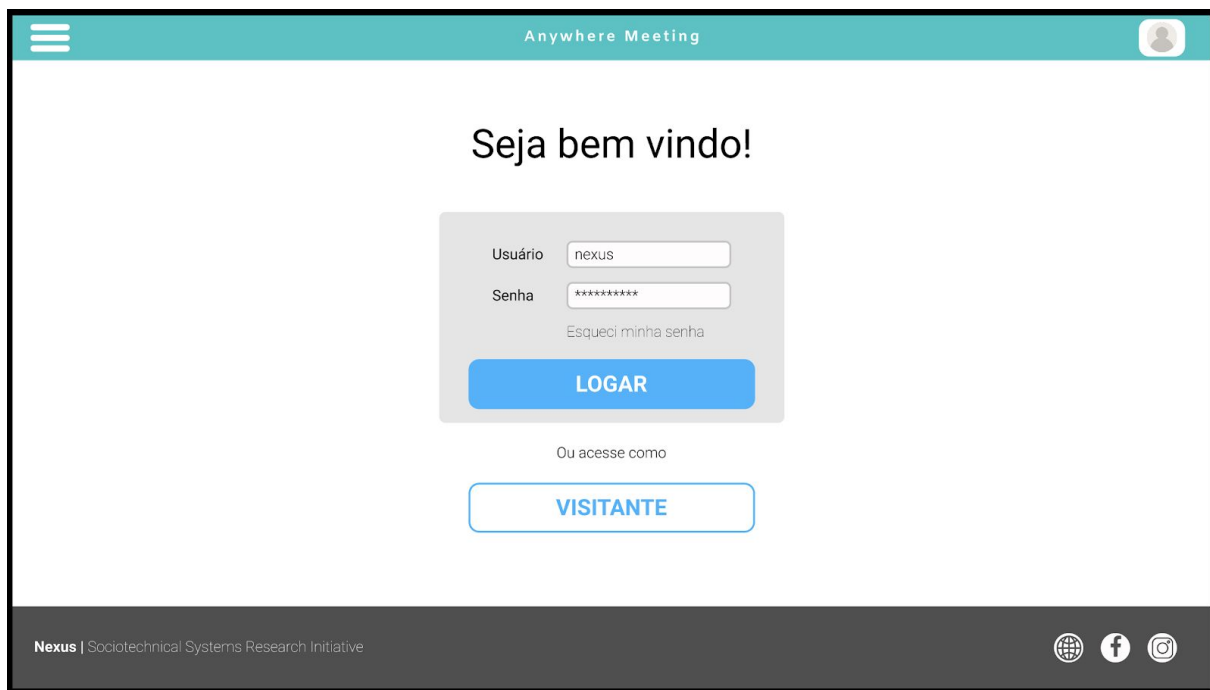 Anywhere Meeting
Seja bem vindo!
Usuário nexus
Senha **********
Esqueci minha senha
LOGAR
Ou acesse como
VISITANTE
Nexus | Sociotechnical Systems Research Initiative